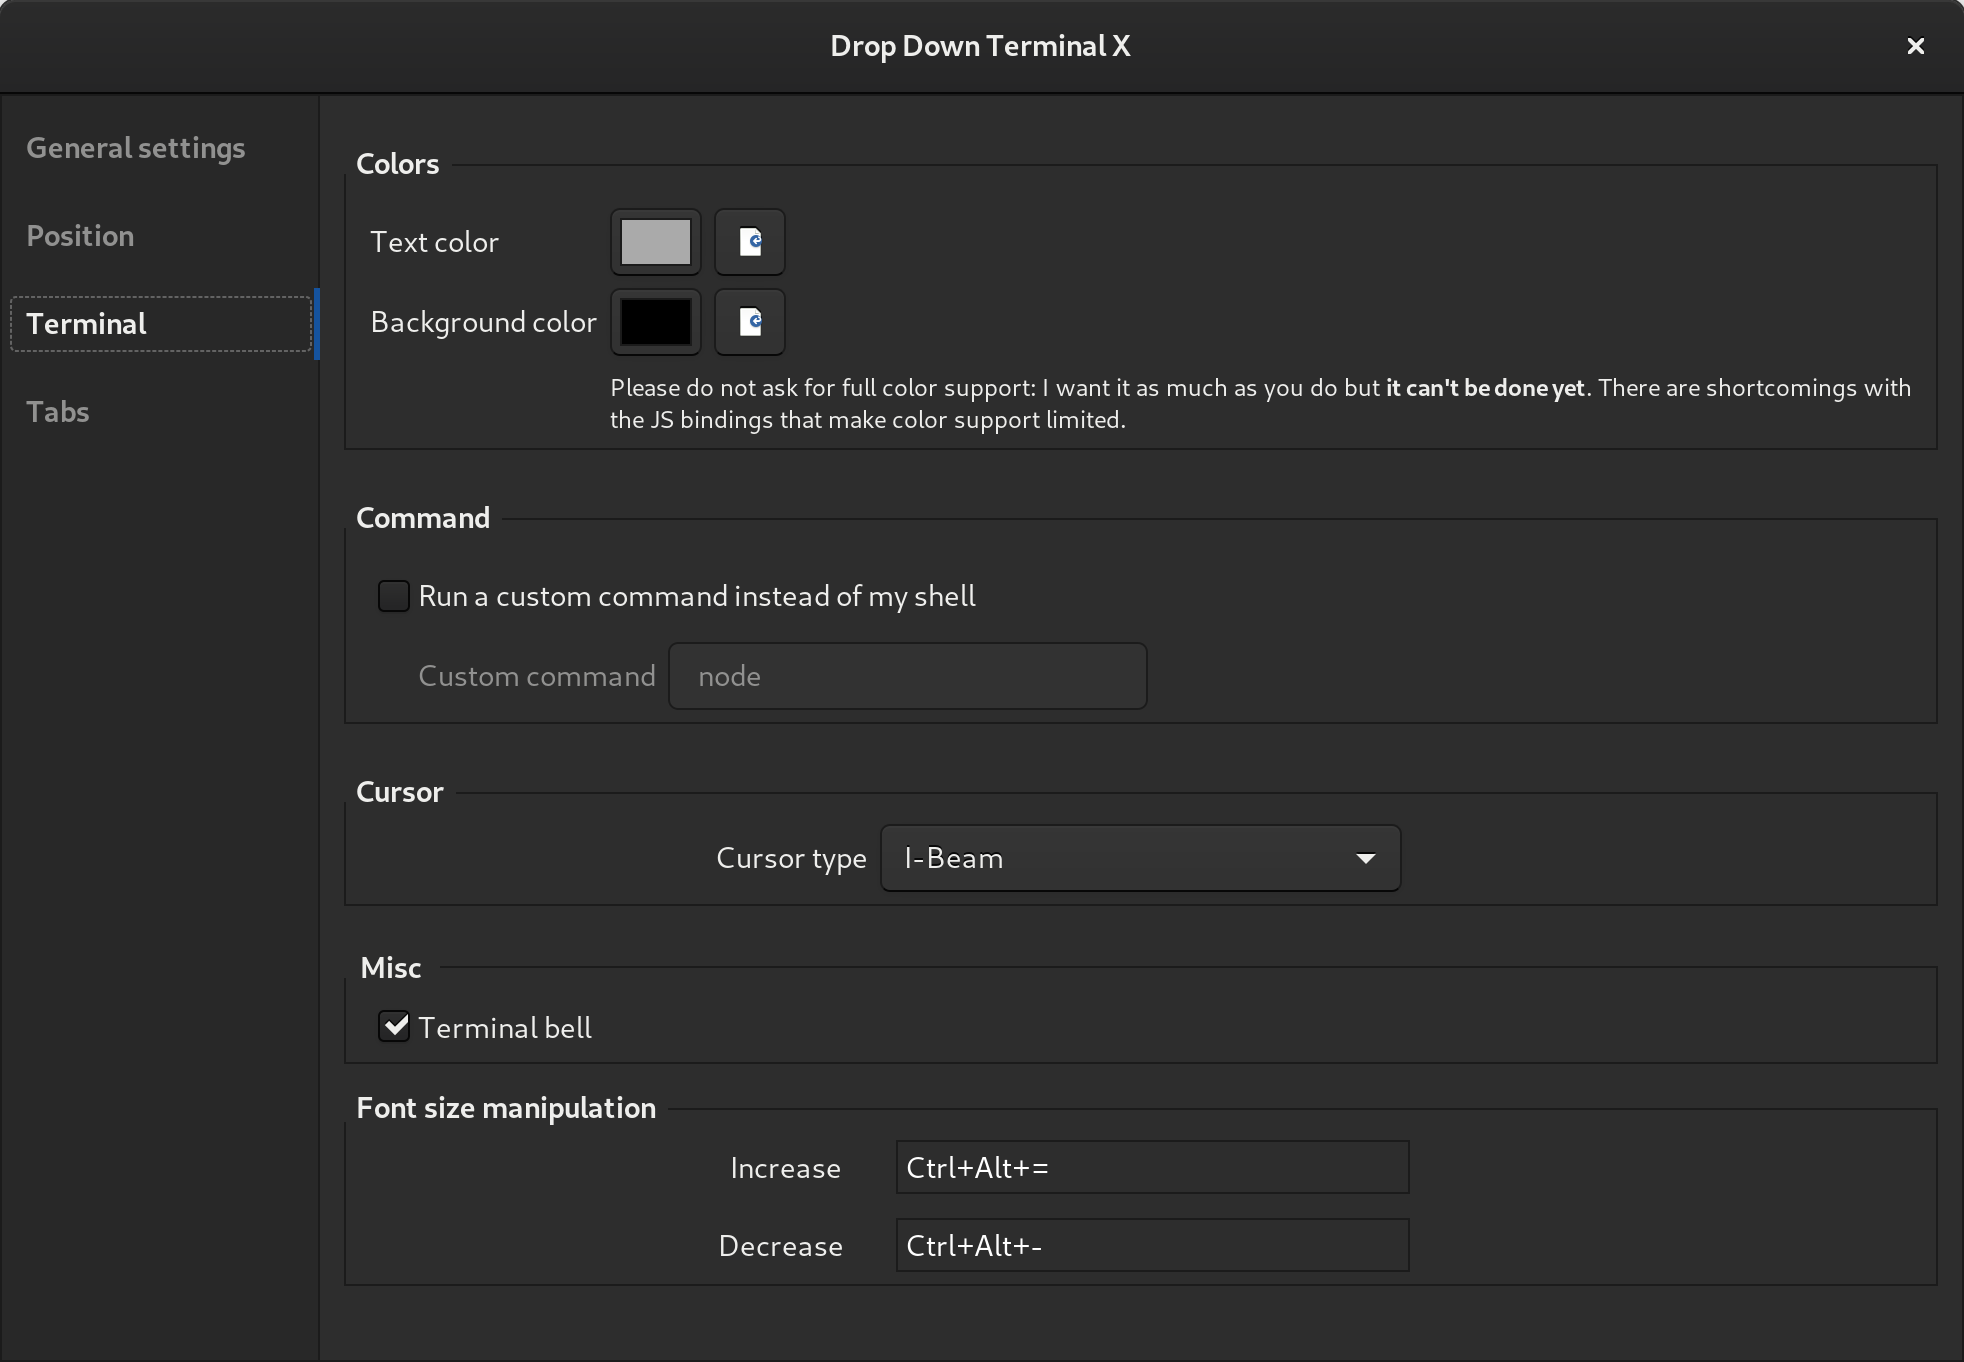 Drop Down Terminal X
General settings
Position
Terminal
Tabs
Colors
Text color
Background color
Please do not ask for full color support: I want it as much as you do but it can't be done yet. There are shortcomings with
the JS bindings that make color support limited.
Command
Run a custom command instead of my shell
Custom command node
Cursor
Cursor type I-Beam
Misc
Terminal bell
Font size manipulation
Increase Ctrl+Alt+=
Decrease Ctrl+Alt+-